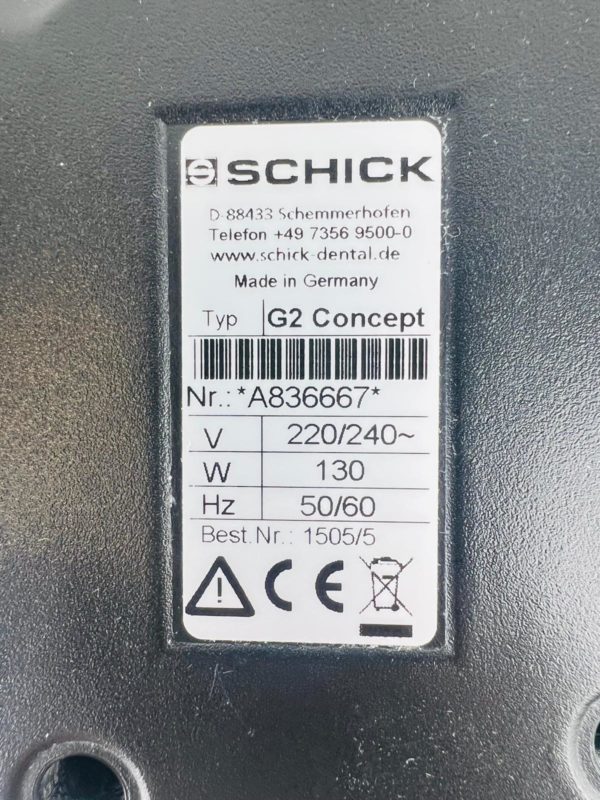 SCHICK
D-88433 Schemmerhofen
Telefon +49 7356 9500-0
www.schick-dental.de
Made in Germany
Typ G2 Concept
Nr.: *A836667*
V 220/240~
W 130
Hz 50/60
Best.Nr.: 1505/5
CE